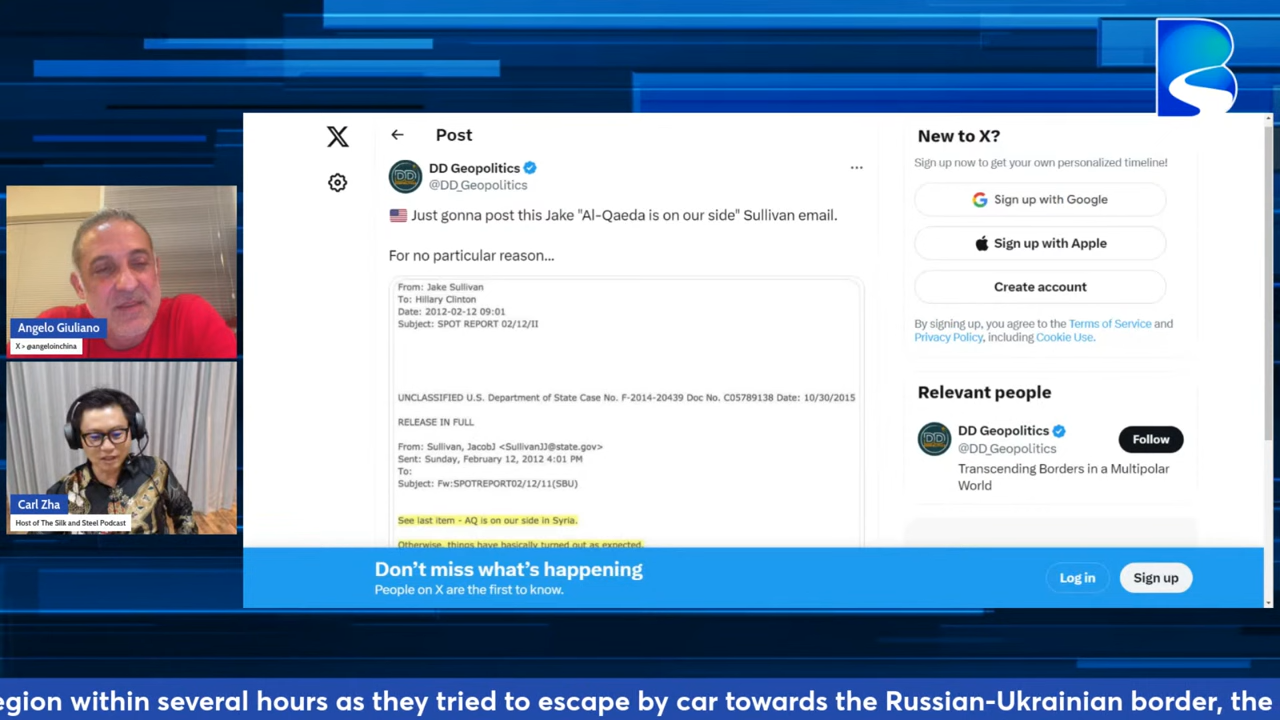 Post
DD Geopolitics
@DD_Geopolitics
Just gonna post this Jake "Al-Qaeda is on our side" Sullivan email.
For no particular reason...
From: Jake Sullivan
To: Hillary Clinton
Date: 2012-02-12 09:01
Subject: SPOT REPORT 02/12/II
UNCLASSIFIED U.S. Department of State Case No. F-2014-20439 Doc No. C05789138 Date: 10/30/2015
RELEASE IN FULL
From: Sullivan, JacobJ <SullivanJJ@state.gov>
Sent: Sunday, February 12, 2012 4:01 PM
To:
Subject: Fw:SPOTREPORT02/12/11(SBU)
See last item - AQ is on our side in Syria.
Otherwise, things have basically turned out as expected.
New to X?
Sign up now to get your own personalized timeline!
Sign up with Google
Sign up with Apple
Create account
By signing up, you agree to the Terms of Service and
Privacy Policy, including Cookie Use.
Relevant people
DD Geopolitics
@DD_Geopolitics
Follow
Transcending Borders in a Multipolar
World
Don't miss what's happening
People on X are the first to know.
Log in
Sign up
Angelo Giuliano
X > @angeloinchina
Carl Zha
Host of The Silk and Steel Podcast
egion within several hours as they tried to escape by car towards the Russian-Ukrainian border, the